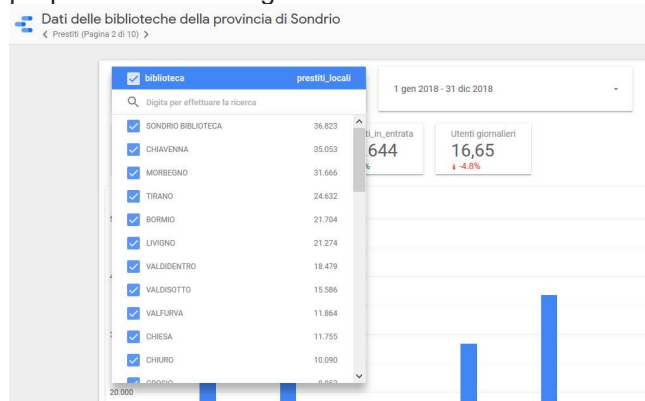 Dati delle biblioteche della provincia di Sondrio
Prestiti (Pagina 2 di 10)
biblioteca prestiti_locali
1 gen 2018 - 31 dic 2018
Digita per effettuare la ricerca
SONDRIO BIBLIOTECA 36.823
CHIAVENNA 35.053
MORBEGNO 31.666
TIRANO 24.632
BORMIO 21.704
LIVIGNO 21.274
VALDIDENTRO 18.479
VALDISOTTO 15.586
VALFURVA 11.864
CHIESA 11.755
CHIURO 10.090
ti_in_entrata
644
%
Utenti giornalieri
16,65
-4.8%
20.000